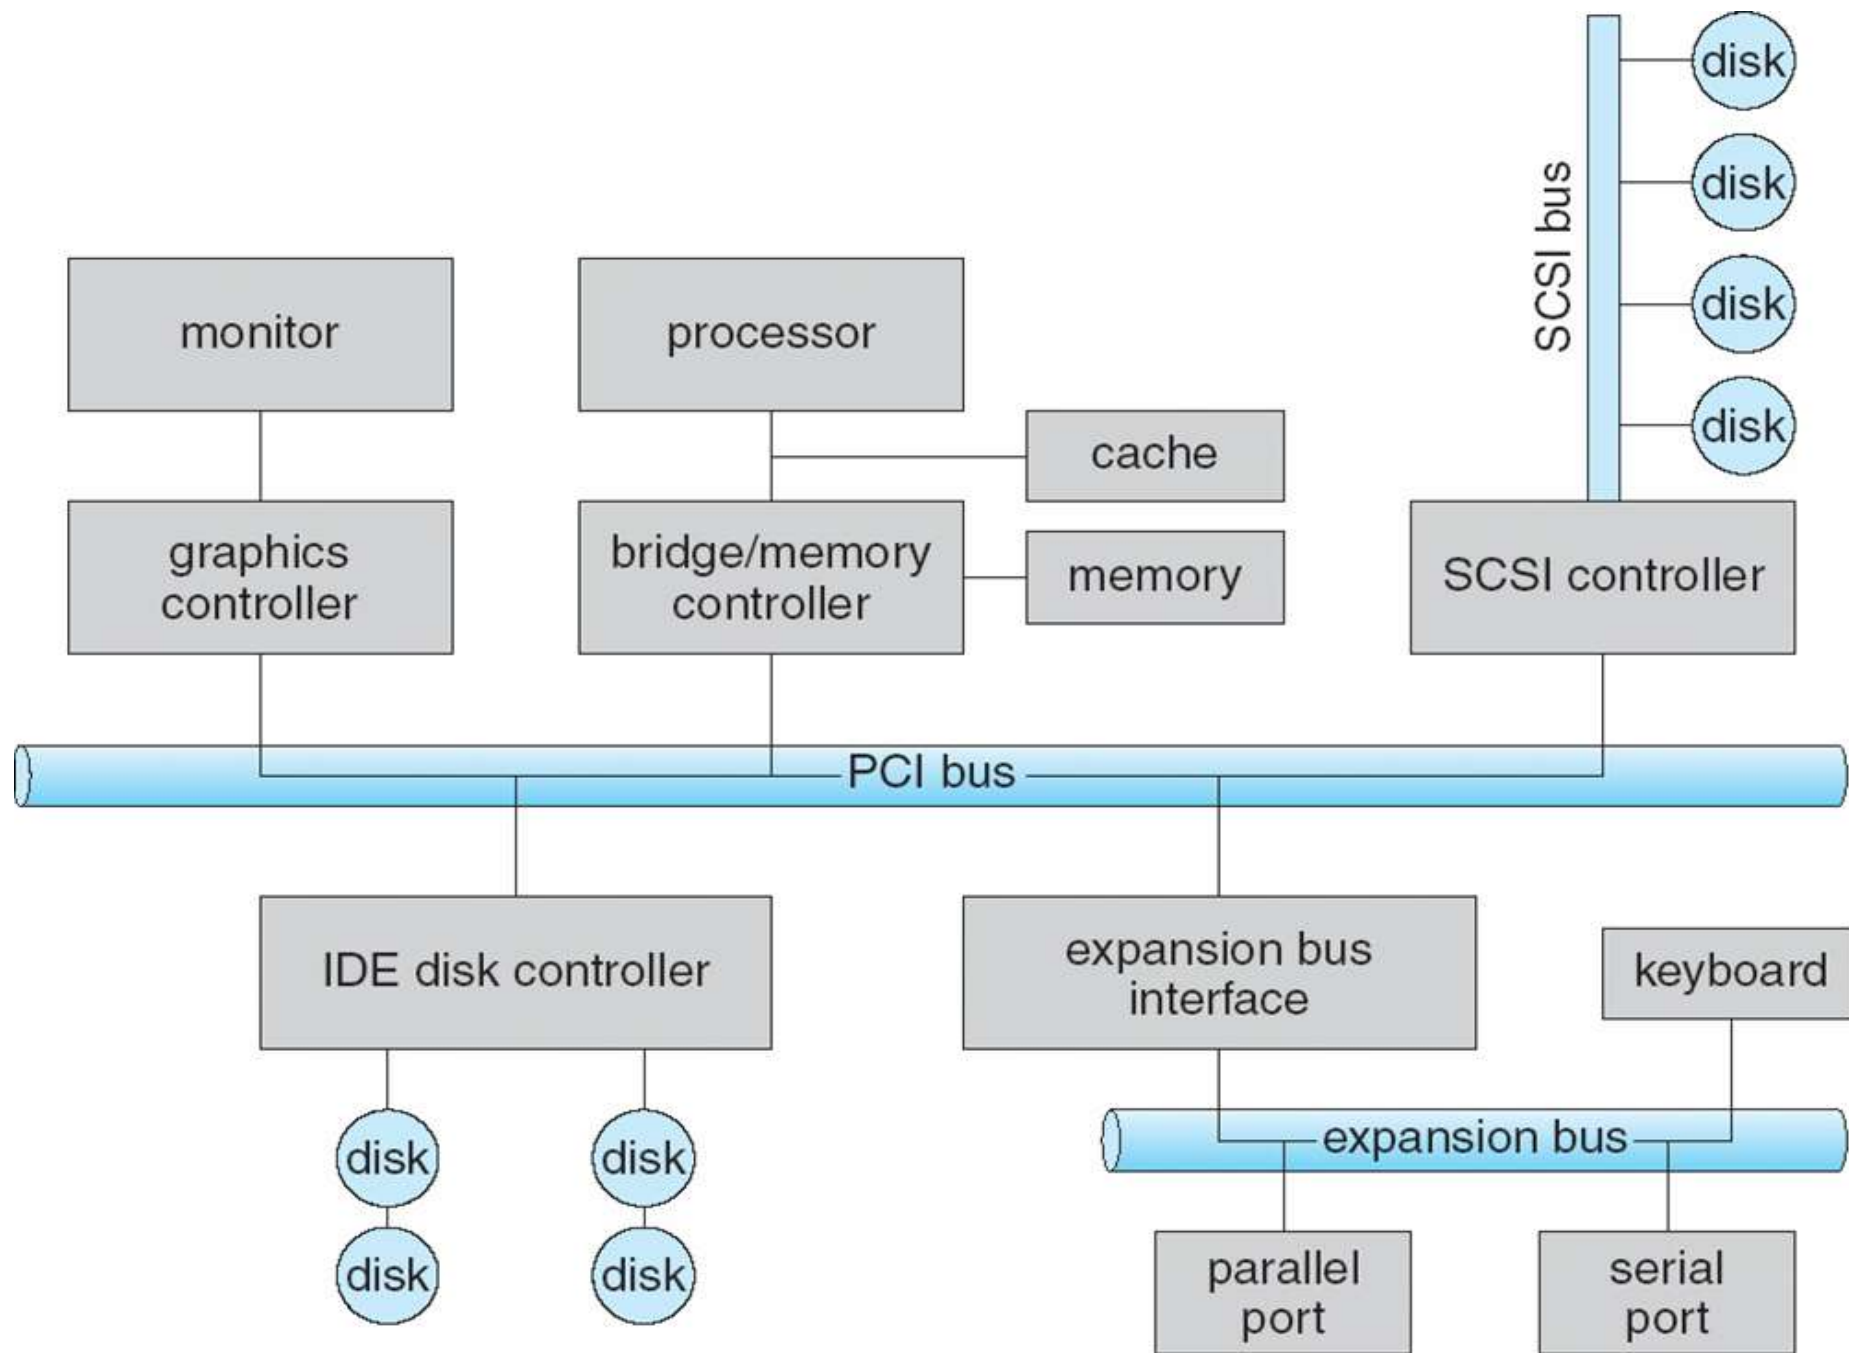 disk
disk
SCSI bus
disk
disk
monitor
processor
cache
graphics
controller
bridge/memory
controller
memory
SCSI controller
PCI bus
IDE disk controller
expansion bus
interface
keyboard
disk
disk
expansion bus
disk
disk
parallel
port
serial
port